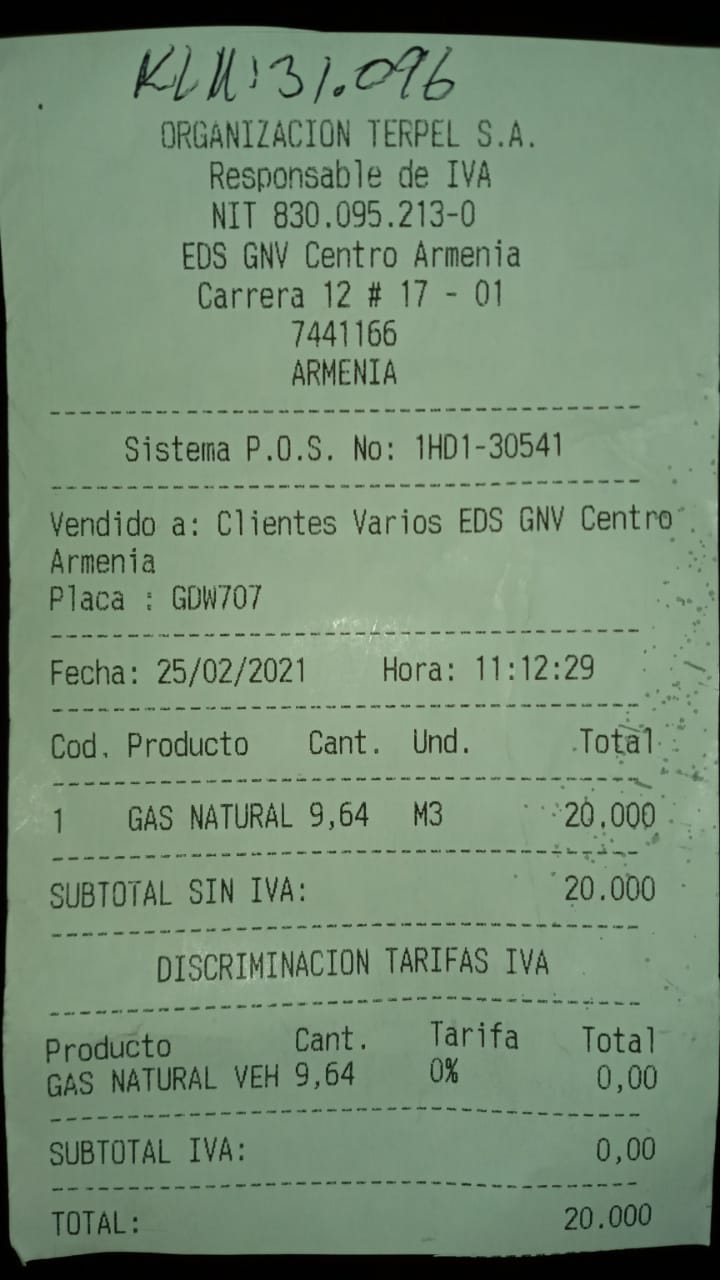 KLM:31.096
ORGANIZACION TERPEL S.A.
Responsable de IVA
NIT 830.095.213-0
EDS GNV Centro Armenia
Carrera 12 # 17 - 01
7441166
ARMENIA
Sistema P.O.S. No: 1HD1-30541
Vendido a: Clientes Varios EDS GNV Centro
Armenia
Placa : GDW707
Fecha: 25/02/2021 Hora: 11:12:29
Cod. Producto Cant. Und. Total
1 GAS NATURAL 9,64 M3 20.000
SUBTOTAL SIN IVA: 20.000
DISCRIMINACION TARIFAS IVA
Producto Cant. Tarifa Total
GAS NATURAL VEH 9,64 0% 0,00
SUBTOTAL IVA: 0,00
TOTAL: 20.000